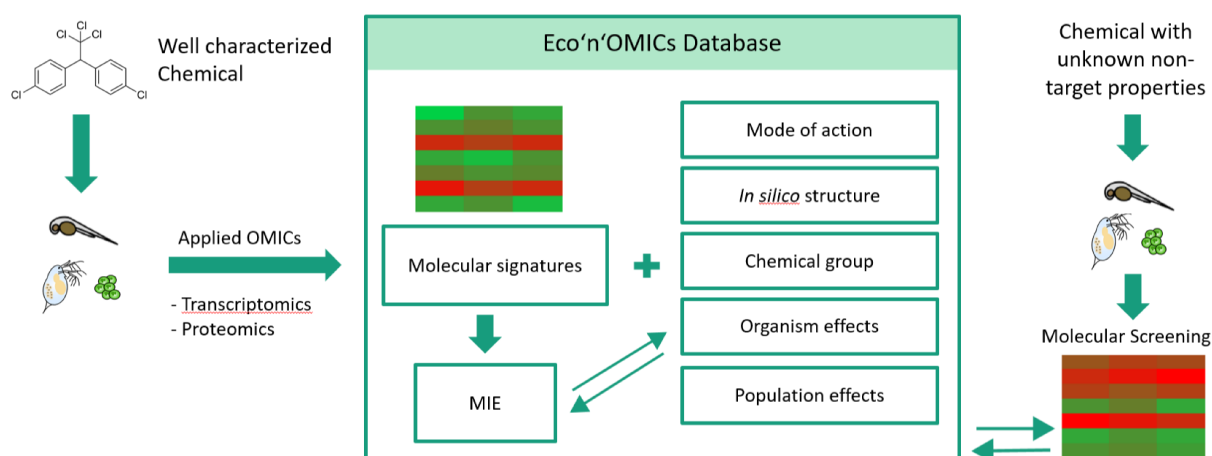 Cl
Cl
Cl
Cl
Cl
Well characterized
Chemical
Applied OMICs
- Transcriptomics
- Proteomics
Eco‘n‘OMICs Database
Molecular signatures
MIE
Mode of action
In silico structure
Chemical group
Organism effects
Population effects
Chemical with
unknown non-
target properties
Molecular Screening